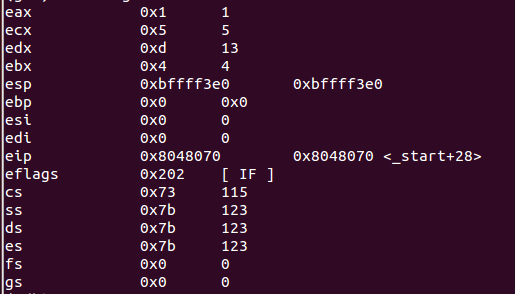 eax 0x1 1
ecx 0x5 5
edx 0xd 13
ebx 0x4 4
esp 0xbffff3e0 0xbffff3e0
ebp 0x0 0x0
esi 0x0 0
edi 0x0 0
eip 0x8048070 0x8048070 <_start+28>
eflags 0x202 [ IF ]
cs 0x73 115
ss 0x7b 123
ds 0x7b 123
es 0x7b 123
fs 0x0 0
gs 0x0 0